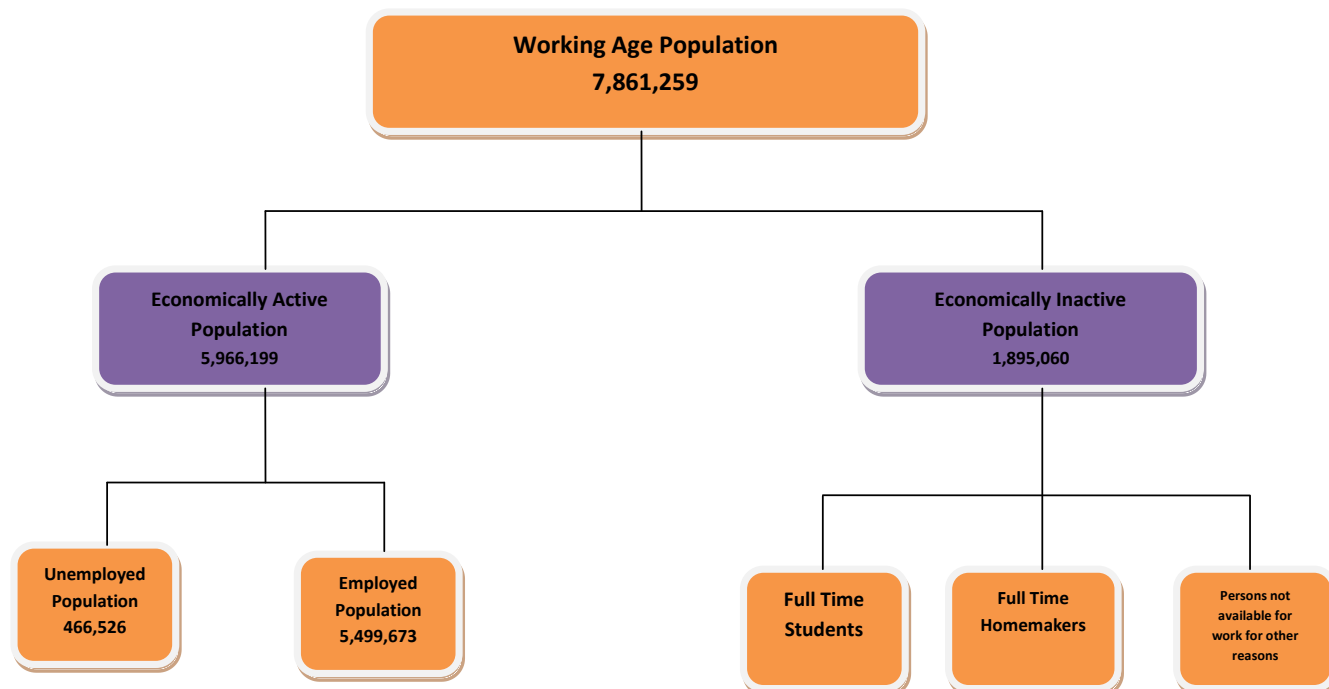 Working Age Population
7,861,259
Economically Active
Population
5,966,199
Economically Inactive
Population
1,895,060
Unemployed
Population
466,526
Employed
Population
5,499,673
Full Time
Students
Full Time
Homemakers
Persons not
available for
work for other
reasons